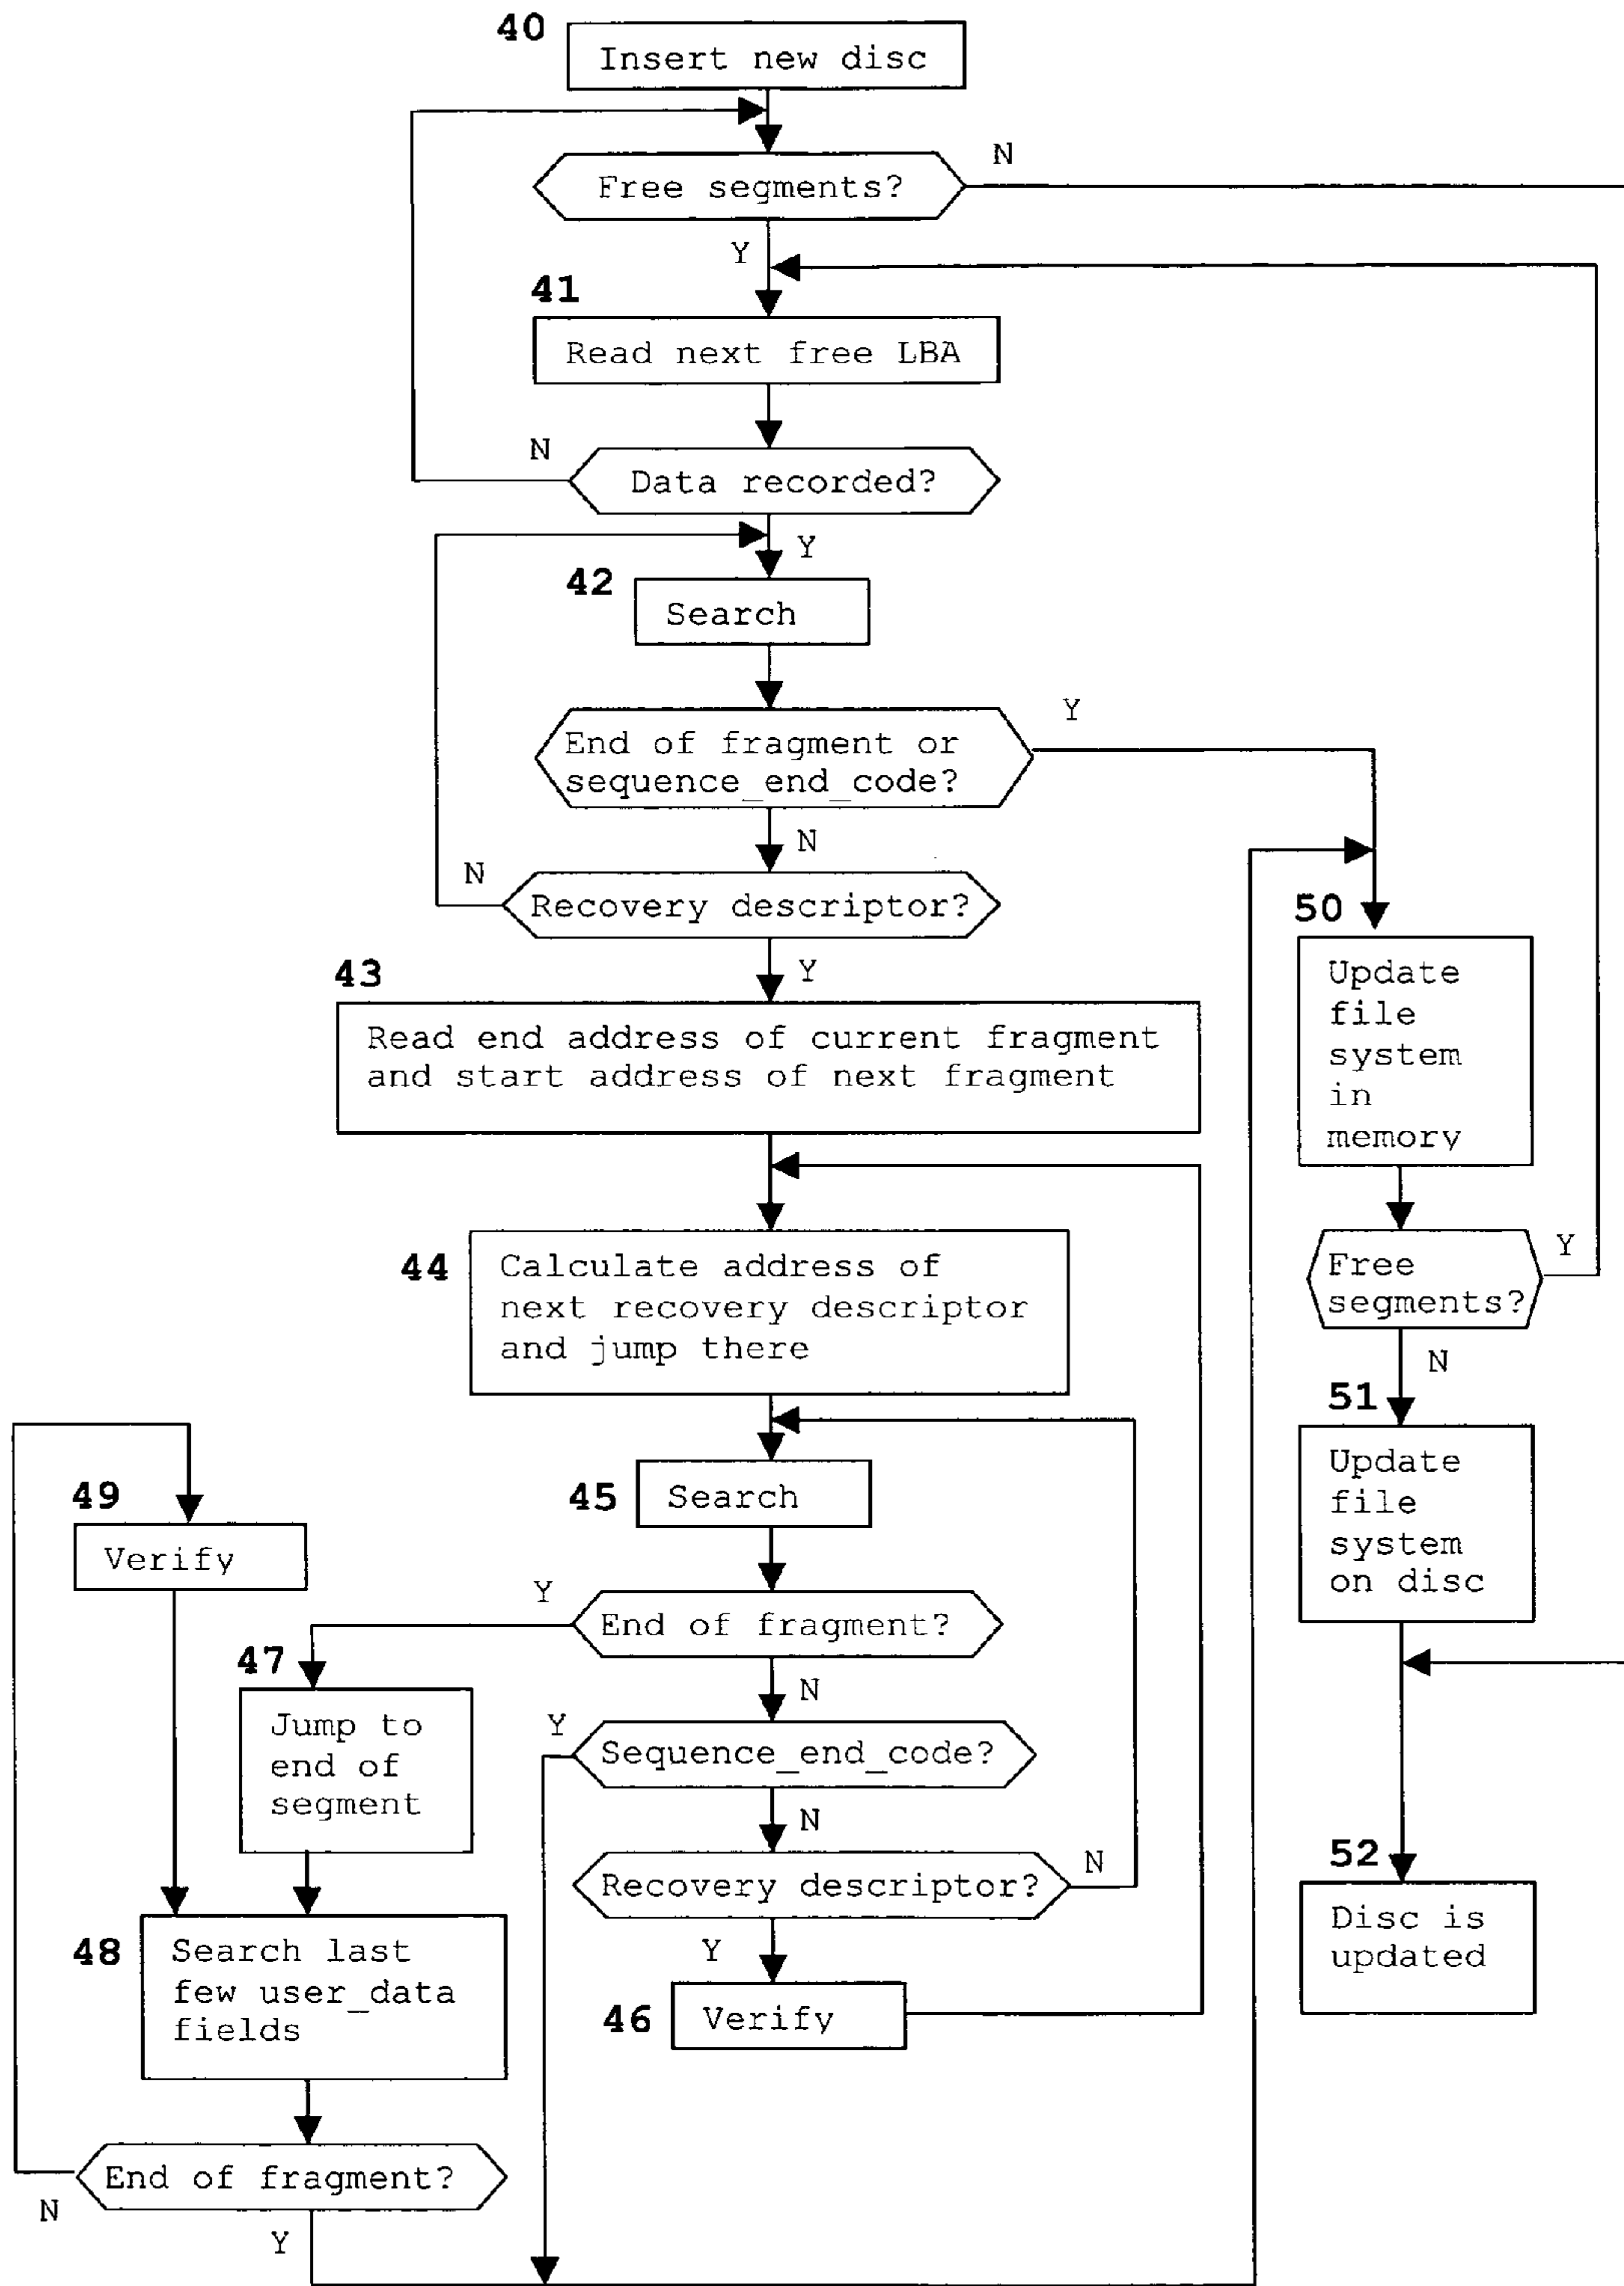 40
Insert new disc
N
Free segments?
Y
41
Read next free LBA
N
Data recorded?
Y
42
Search
Y
End of fragment or
sequence_end_code?
N
N
Recovery descriptor?
Y
50
Update
file
system
in
memory
43
Read end address of current fragment
and start address of next fragment
44
Calculate address of
next recovery descriptor
and jump there
Free
segments?
Y
N
51
Update
file
system
on disc
49
Verify
45
Search
Y
End of fragment?
N
47
Jump to
end of
segment
Y
Sequence_end_code?
N
Recovery descriptor?
N
Y
46
Verify
52
Disc is
updated
48
Search last
few user_data
fields
End of fragment?
N
Y